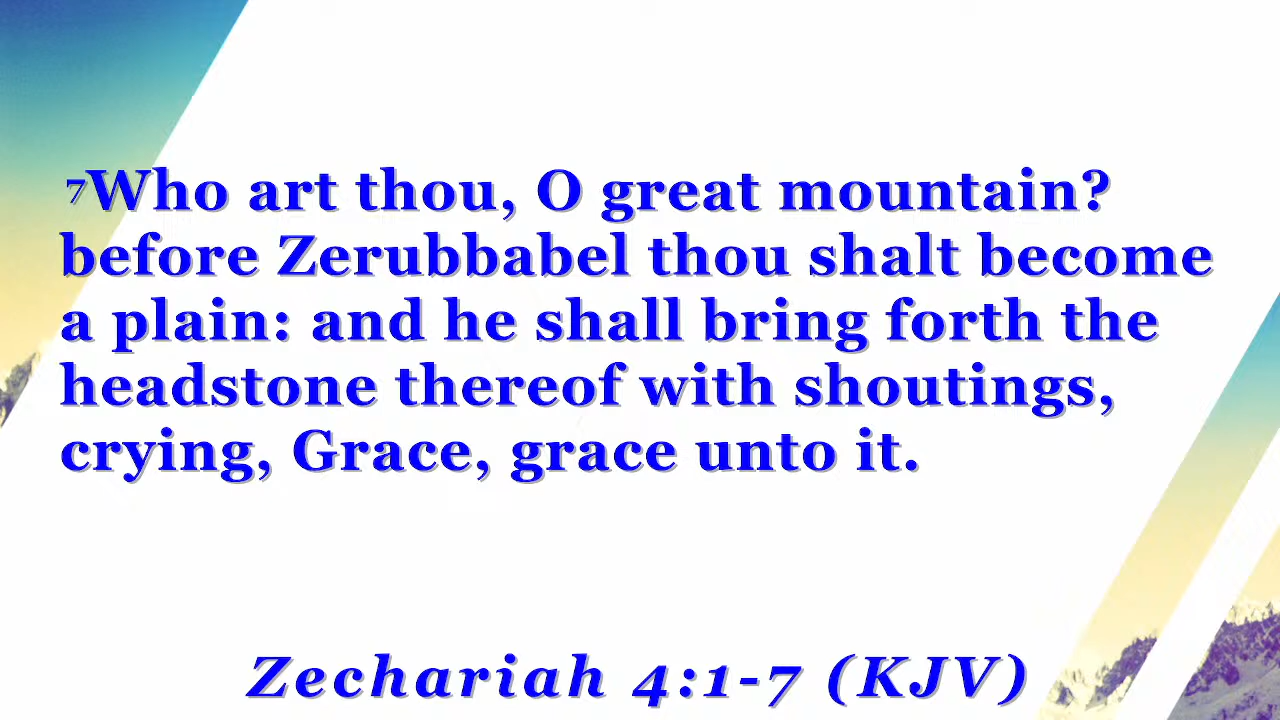 ⁷Who art thou, O great mountain?
before Zerubbabel thou shalt become
a plain: and he shall bring forth the
headstone thereof with shoutings,
crying, Grace, grace unto it.
Zechariah 4:1-7 (KJV)